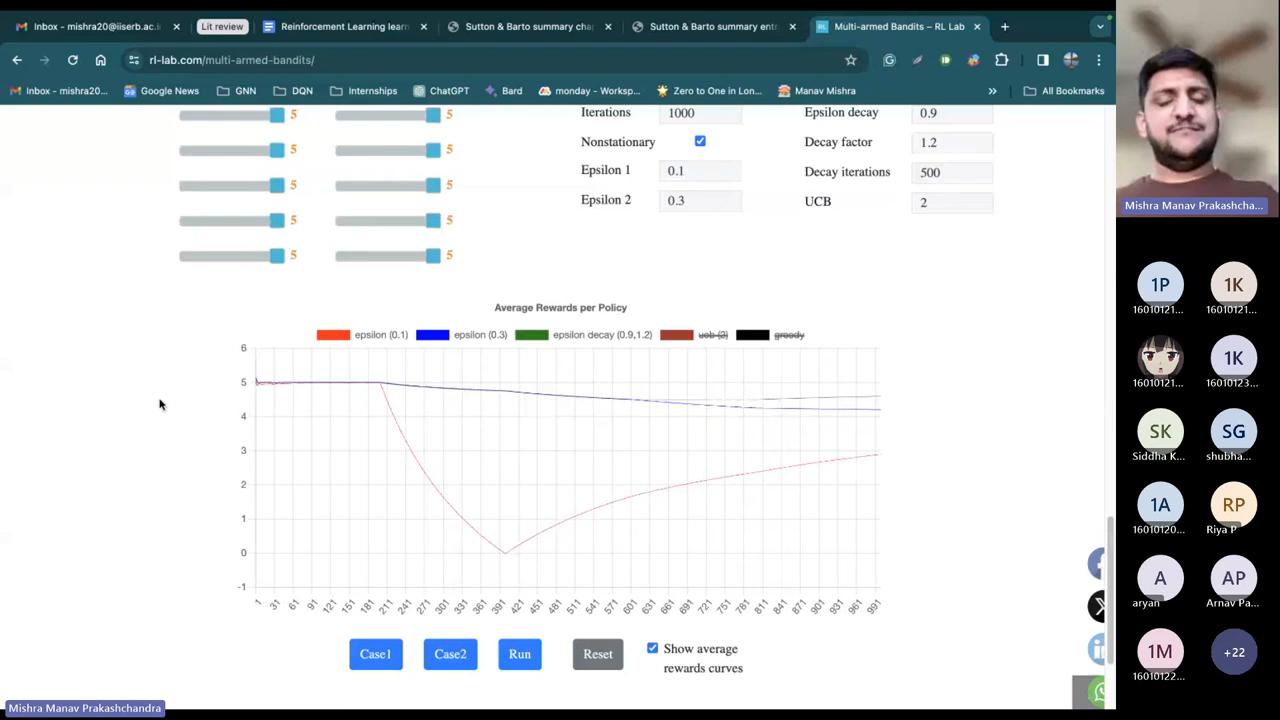 Inbox - mishra20@iiserb.ac.i
Lit review
Reinforcement Learning learn
Sutton & Barto summary cha
Sutton & Barto summary ent
Multi-armed Bandits – RL Lab
rl-lab.com/multi-armed-bandits/
Inbox - mishra20...
Google News
GNN
DQN
Internships
ChatGPT
Bard
monday - Worksp...
Zero to One in Lon...
Manav Mishra
»
All Bookmarks
5 5 Iterations 1000 Epsilon decay 0.9
5 5 Nonstationary Decay factor 1.2
5 5 Epsilon 1 0.1 Decay iterations 500
5 5 Epsilon 2 0.3 UCB 2
5 5
Average Rewards per Policy
epsilon (0.1) epsilon (0.3) epsilon decay (0.9,1.2) ucb (2) greedy
6
5
4
3
2
1
0
-1
1 31 61 91 121 151 181 211 241 271 301 331 361 391 421 451 481 511 541 571 601 631 661 691 721 751 781 811 841 871 901 931 961 991
Case1 Case2 Run Reset Show average
rewards curves
Mishra Manav Prakashchandra
Mishra Manav Prakashcha...
1P 1K
16010121... 16010121...
1K
16010121... 16010123...
SK SG
Siddha K... shubha...
1A RP
16010120... Riya P
A AP
aryan Arnav Pa...
1M +22
16010122...